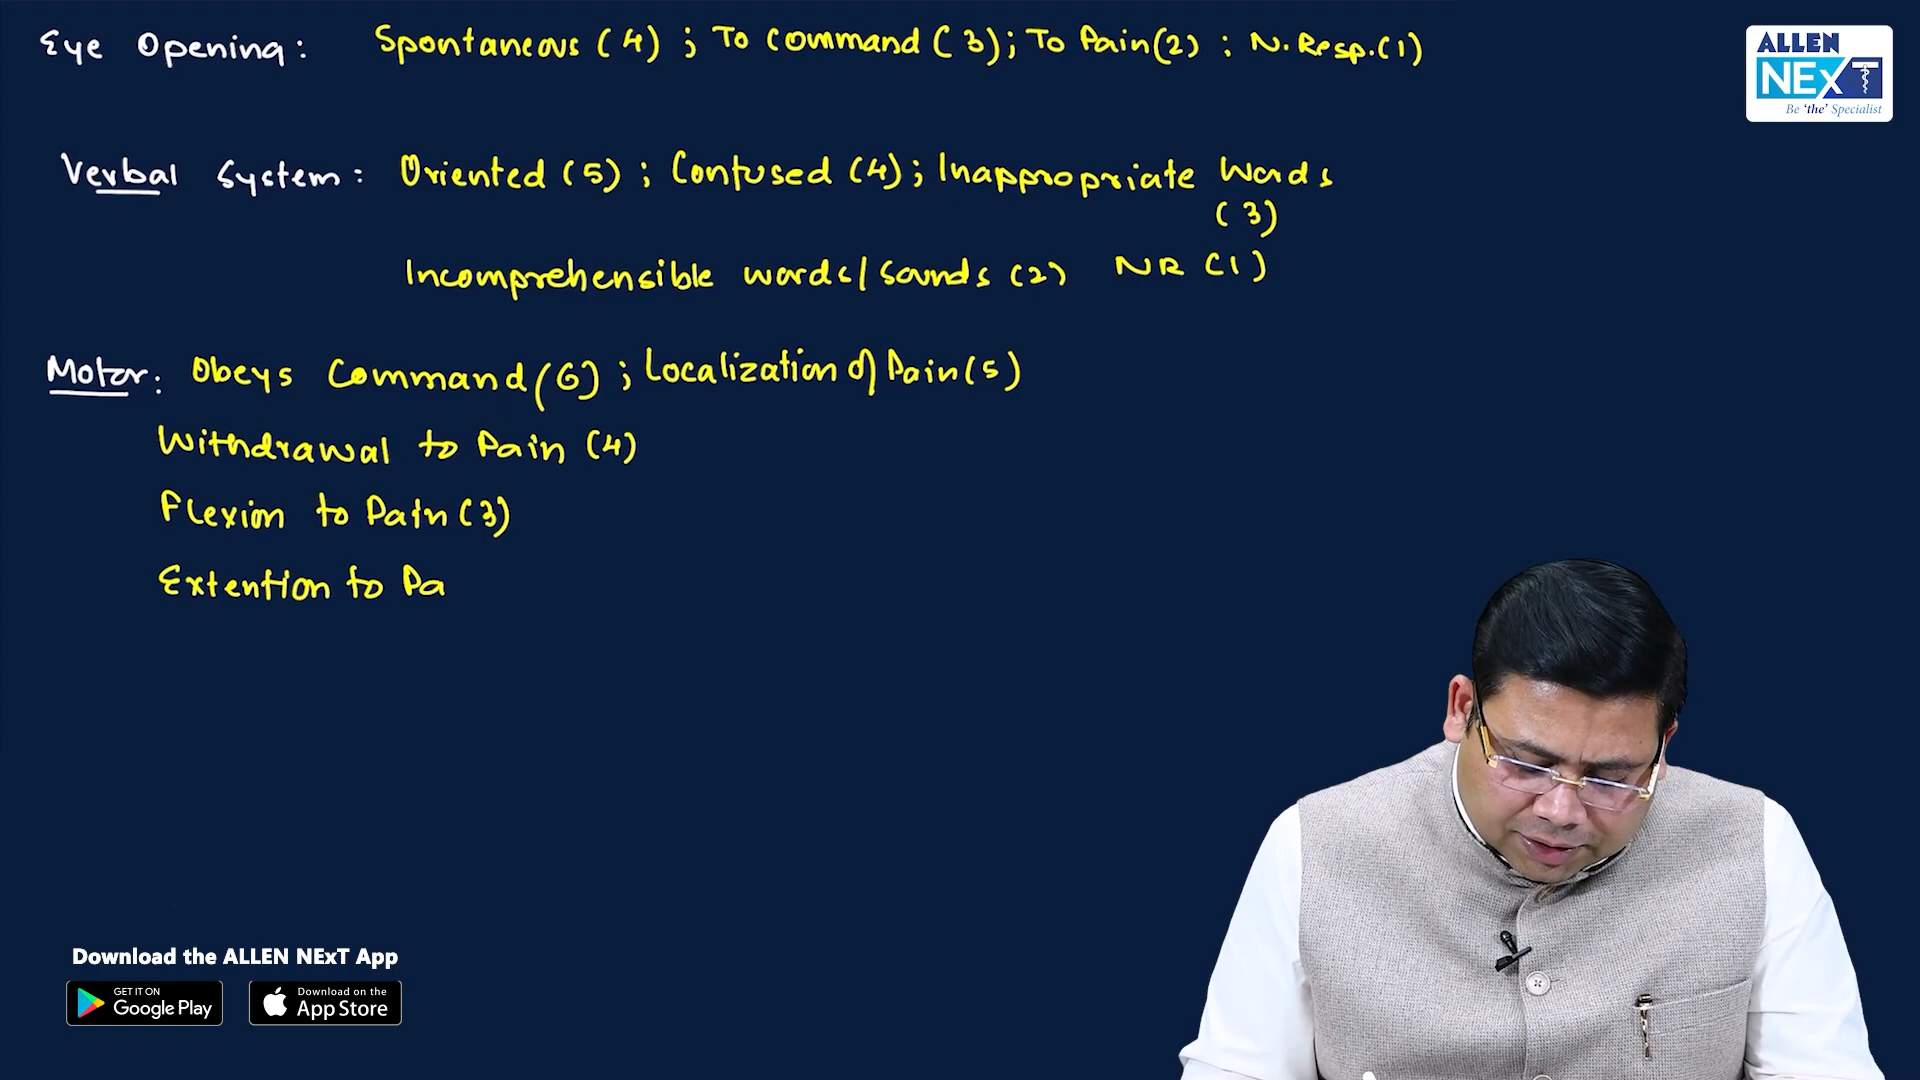 Eye Opening: Spontaneous (4) ; To Command (3); To Pain (2) ; N. Resp. (1)
ALLEN
NExT
Be 'the' Specialist
Verbal System: Oriented (5) ; Confused (4); Inappropriate Words
(3)
Incomprehensible words/Sounds (2) NR (1)
Motor: Obeys Command (6) ; Localization of Pain (5)
Withdrawal to Pain (4)
Flexion to Pain (3)
Extention to Pa
Download the ALLEN NExT App
GET IT ON
Google Play
Download on the
App Store